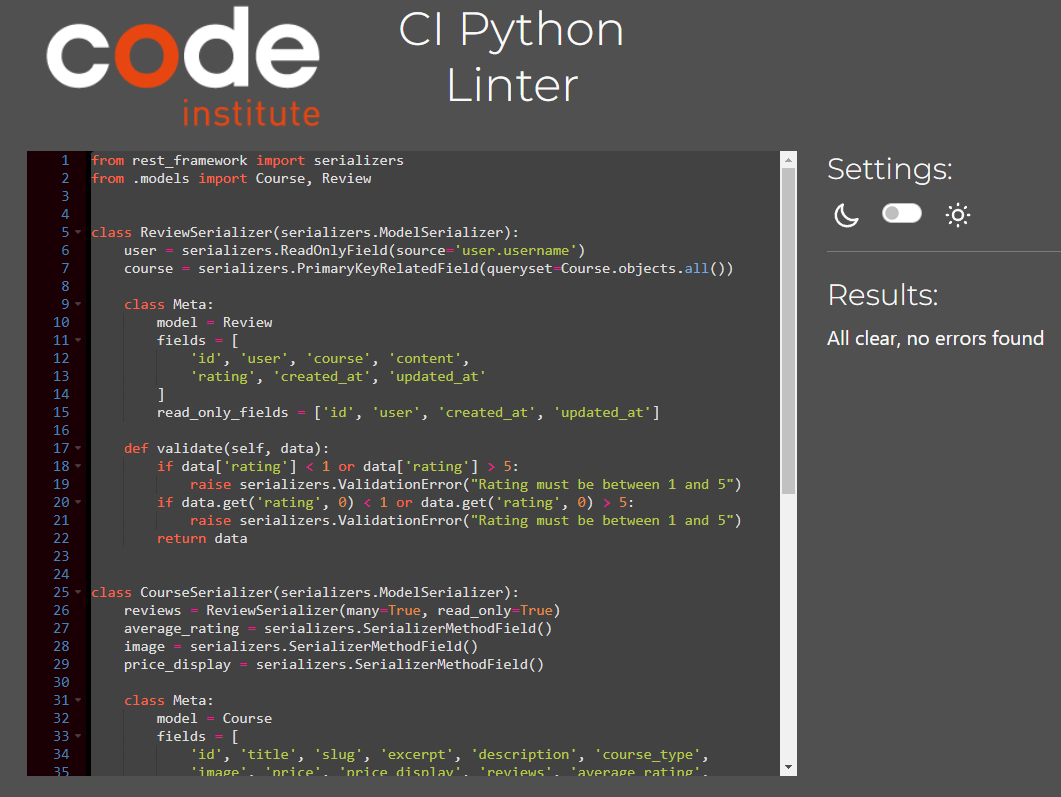 code
institute
CI Python
Linter
1 from rest_framework import serializers
2 from .models import Course, Review
3
4
5 class ReviewSerializer(serializers.ModelSerializer):
6 user = serializers.ReadOnlyField(source='user.username')
7 course = serializers.PrimaryKeyRelatedField(queryset=Course.objects.all())
8
9 class Meta:
10 model = Review
11 fields = [
12 'id', 'user', 'course', 'content',
13 'rating', 'created_at', 'updated_at'
14 ]
15 read_only_fields = ['id', 'user', 'created_at', 'updated_at']
16
17 def validate(self, data):
18 if data['rating'] < 1 or data['rating'] > 5:
19 raise serializers.ValidationError("Rating must be between 1 and 5")
20 if data.get('rating', 0) < 1 or data.get('rating', 0) > 5:
21 raise serializers.ValidationError("Rating must be between 1 and 5")
22 return data
23
24
25 class CourseSerializer(serializers.ModelSerializer):
26 reviews = ReviewSerializer(many=True, read_only=True)
27 average_rating = serializers.SerializerMethodField()
28 image = serializers.SerializerMethodField()
29 price_display = serializers.SerializerMethodField()
30
31 class Meta:
32 model = Course
33 fields = [
34 'id', 'title', 'slug', 'excerpt', 'description', 'course_type',
35 'image', 'price', 'price_display', 'reviews', 'average_rating',
Settings:
Results:
All clear, no errors found